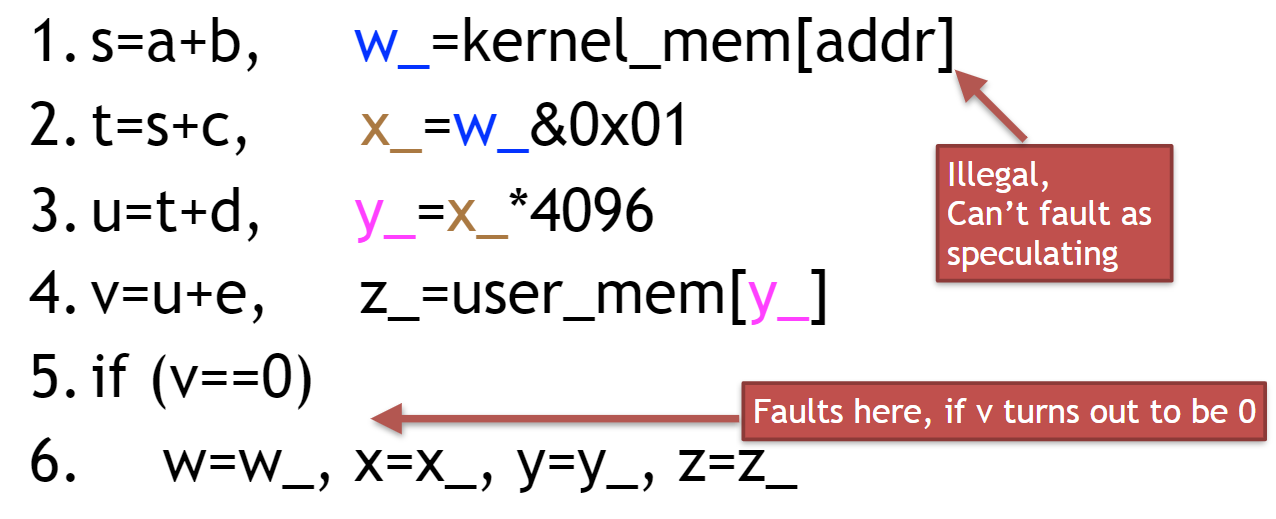 1. s=a+b, w_=kernel_mem[addr]
2. t=s+c, x_=w_&0x01
3. u=t+d, y_=x_*4096
Illegal,
Can’t fault as
speculating
4. v=u+e, z_=user_mem[y_]
5. if (v==0)
Faults here, if v turns out to be 0
6. w=w_, x=x_, y=y_, z=z_